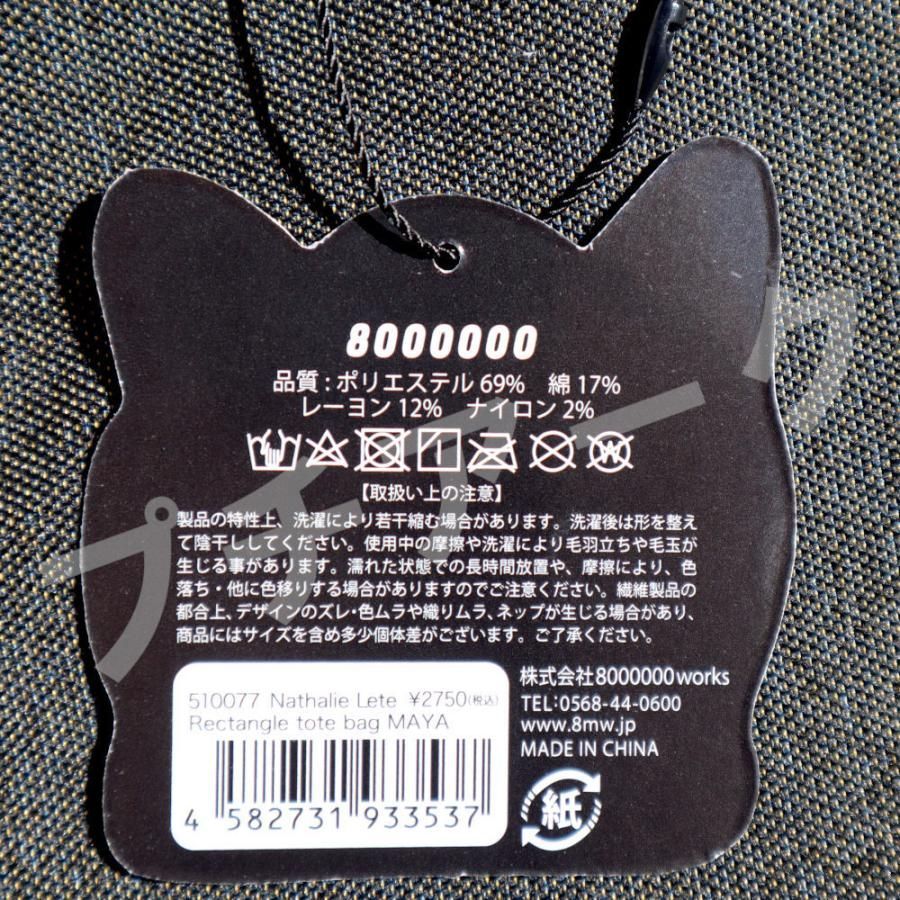 8000000
品質:ポリエステル 69%　綿 17%
レーヨン 12%　ナイロン 2%
W
【取扱い上の注意】
製品の特性上、洗濯により若干縮む場合があります。洗濯後は形を整え
て陰干ししてください。使用中の摩擦や洗濯により毛羽立ちや毛玉が
生じる事があります。濡れた状態での長時間放置や、摩擦により、色
落ち・他に色移りする場合がありますのでご注意ください。繊維製品の
都合上、デザインのズレ・色ムラや織りムラ、ネップが生じる場合があり、
商品にはサイズを含め多少個体差がございます。ご了承ください。
510077 Nathalie Lete ¥2750(税込)
Rectangle tote bag MAYA
4 582731 933537
株式会社8000000works
TEL:0568-44-0600
www.8mw.jp
MADE IN CHINA
紙
プチアーク